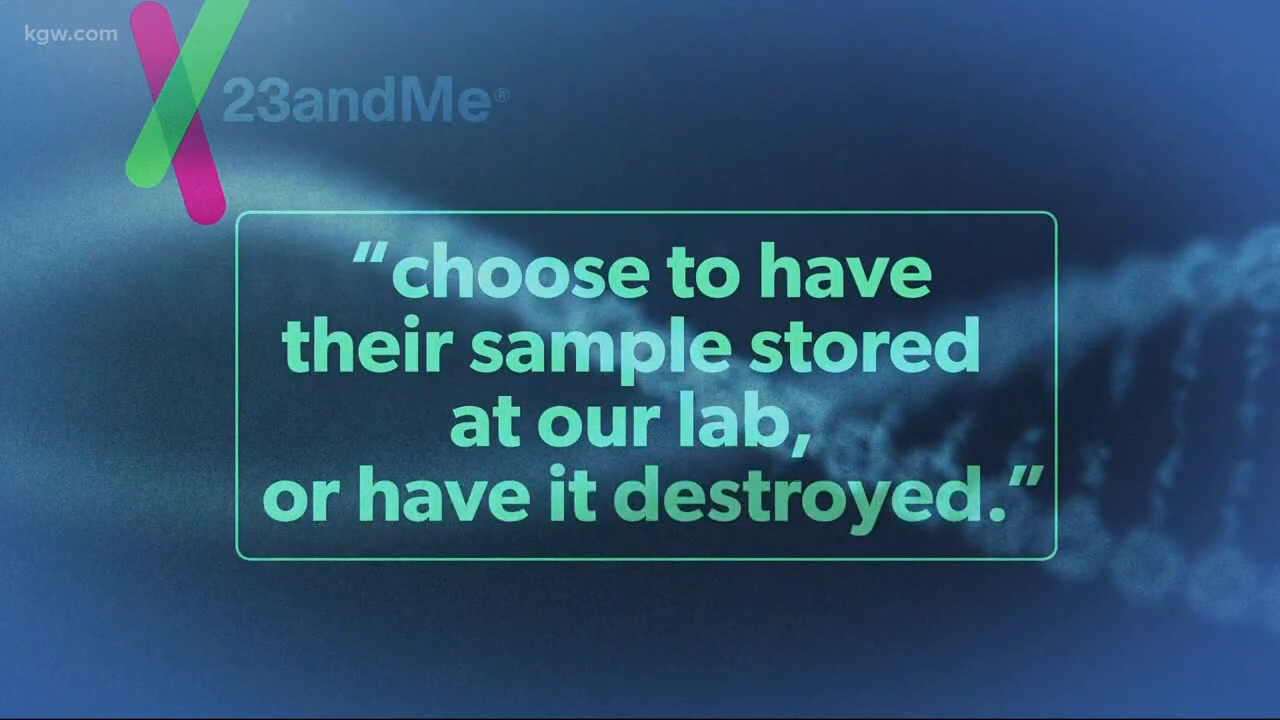 kgw.com
23andMe®
“choose to have
their sample stored
at our lab,
or have it destroyed.”